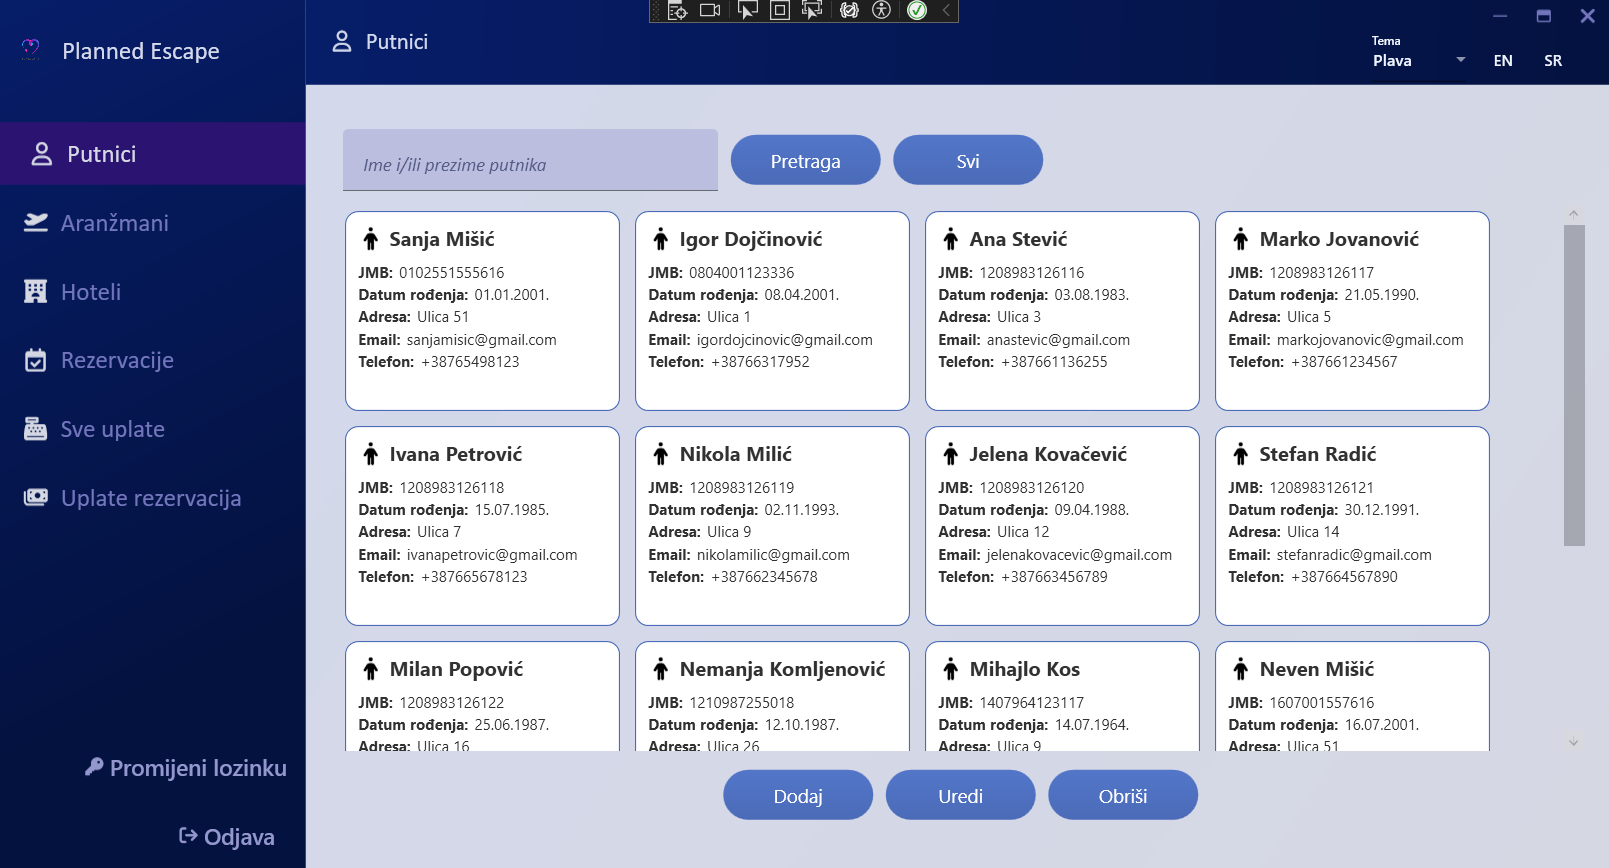 Planned Escape
Putnici
Tema
Plava
EN
SR
Putnici
Aranžmani
Hoteli
Rezervacije
Sve uplate
Uplate rezervacija
Promijeni lozinku
Odjava
Ime i/ili prezime putnika
Pretraga
Svi
Sanja Mišić
JMB: 0102551555616
Datum rođenja: 01.01.2001.
Adresa: Ulica 51
Email: sanjamisic@gmail.com
Telefon: +38765498123
Igor Dojčinović
JMB: 0804001123336
Datum rođenja: 08.04.2001.
Adresa: Ulica 1
Email: igordojcinovic@gmail.com
Telefon: +38766317952
Ana Stević
JMB: 1208983126116
Datum rođenja: 03.08.1983.
Adresa: Ulica 3
Email: anastevic@gmail.com
Telefon: +387661136255
Marko Jovanović
JMB: 1208983126117
Datum rođenja: 21.05.1990.
Adresa: Ulica 5
Email: markojovanovic@gmail.com
Telefon: +387661234567
Ivana Petrović
JMB: 1208983126118
Datum rođenja: 15.07.1985.
Adresa: Ulica 7
Email: ivanapetrovic@gmail.com
Telefon: +387665678123
Nikola Milić
JMB: 1208983126119
Datum rođenja: 02.11.1993.
Adresa: Ulica 9
Email: nikolamilic@gmail.com
Telefon: +387662345678
Jelena Kovačević
JMB: 1208983126120
Datum rođenja: 09.04.1988.
Adresa: Ulica 12
Email: jelenakovacevic@gmail.com
Telefon: +387663456789
Stefan Radić
JMB: 1208983126121
Datum rođenja: 30.12.1991.
Adresa: Ulica 14
Email: stefanradic@gmail.com
Telefon: +387664567890
Milan Popović
JMB: 1208983126122
Datum rođenja: 25.06.1987.
Adresa: Ulica 16
Nemanja Komljenović
JMB: 1210987255018
Datum rođenja: 12.10.1987.
Adresa: Ulica 26
Mihajlo Kos
JMB: 1407964123117
Datum rođenja: 14.07.1964.
Adresa: Ulica 9
Neven Mišić
JMB: 1607001557616
Datum rođenja: 16.07.2001.
Adresa: Ulica 51
Dodaj
Uredi
Obriši